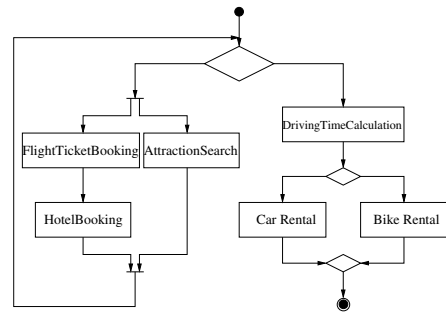 DrivingTimeCalculation
FlightTicketBooking
AttractionSearch
HotelBooking
Car Rental
Bike Rental